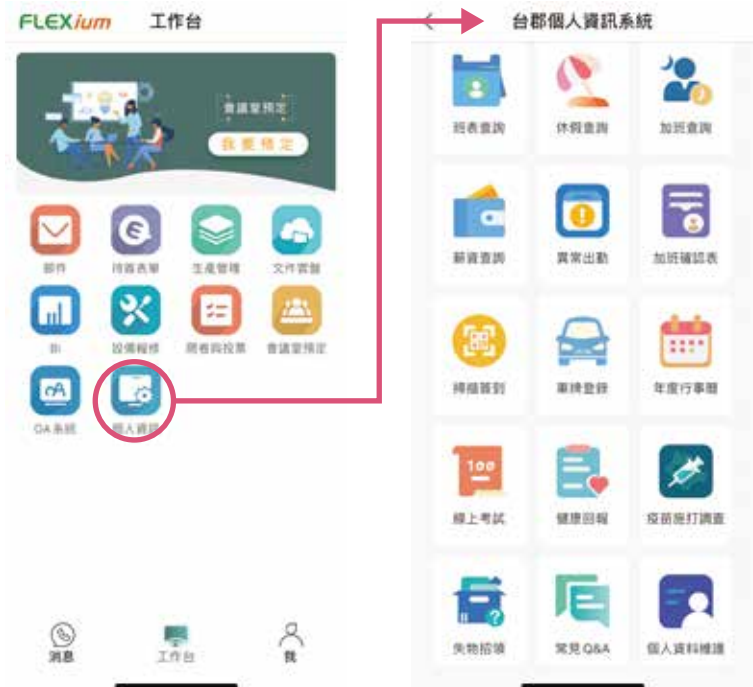 FLEXium 工作台
會議室預定
我要預定
郵件 待簽表單 生產管理 文件雲盤
BI 設備報修 問卷與投票 會議室預定
OA
OA系統 個人資訊
消息 工作台 我
台郡個人資訊系統
班表查詢 休假查詢 加班查詢
薪資查詢 異常出勤 加班確認表
掃描簽到 車牌登錄 年度行事曆
100
線上考試 健康回報 疫苗施打調查
失物招領 常見 Q&A 個人資料維護